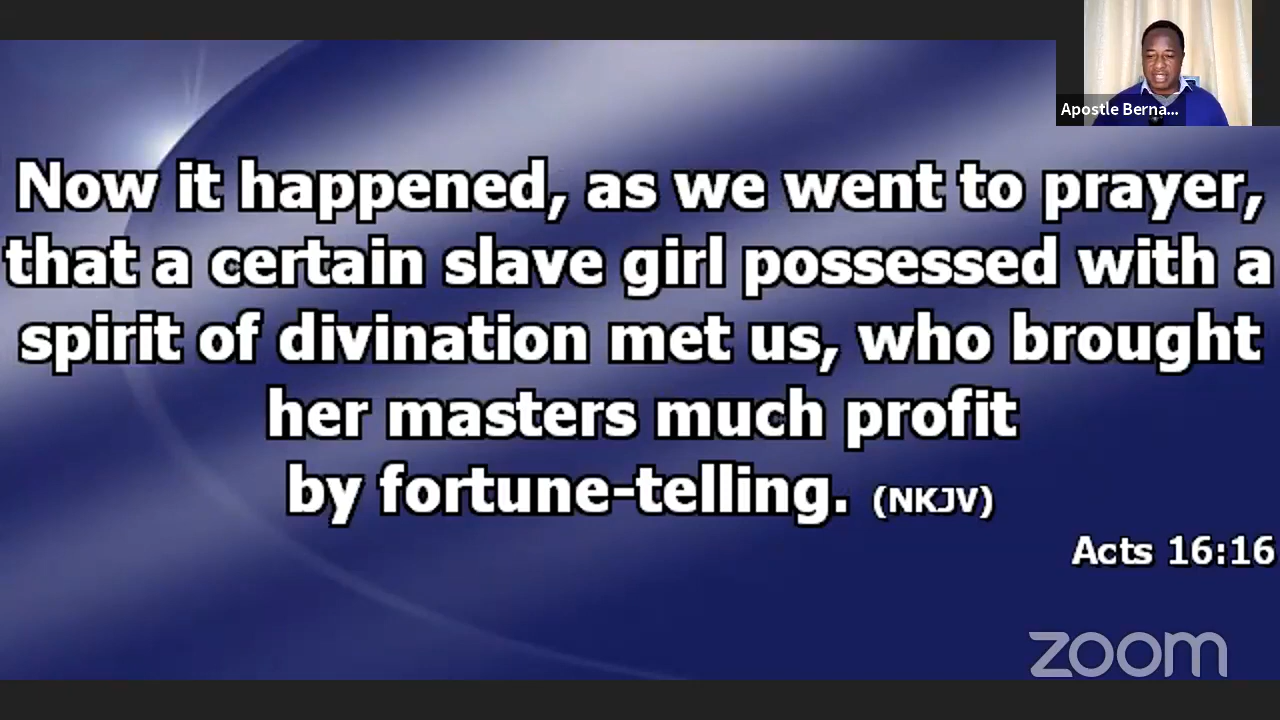 Apostle Berna...
Now it happened, as we went to prayer,
that a certain slave girl possessed with a
spirit of divination met us, who brought
her masters much profit
by fortune-telling. (NKJV)
Acts 16:16
zoom